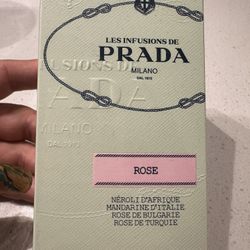 LES INFUSIONS DE
PRADA
MILANO
DAL 1913
ROSE
NÉROLI D'AFRIQUE
MANDARINE D'ITALIE
ROSE DE BULGARIE
ROSE DE TURQUIE